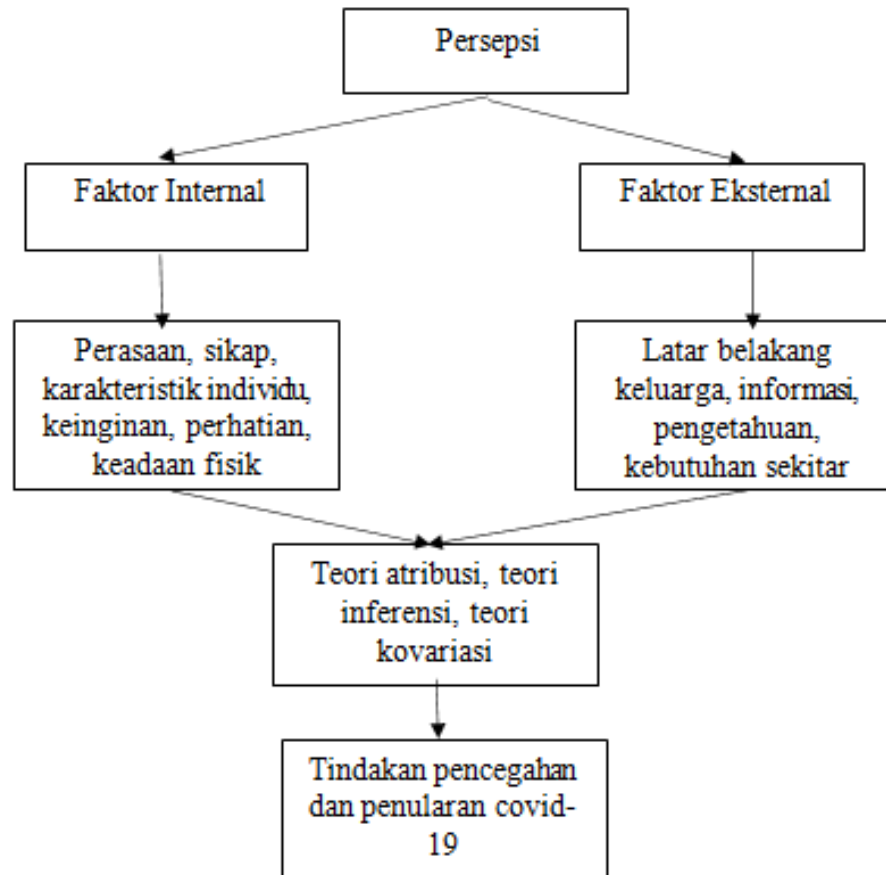 Persepsi
Faktor Internal
Faktor Eksternal
Perasaan, sikap,
karakteristik individu,
keinginan, perhatian,
keadaan fisik
Latar belakang
keluarga, informasi,
pengetahuan,
kebutuhan sekitar
Teori atribusi, teori
inferensi, teori
kovariasi
Tindakan pencegahan
dan penularan covid-
19